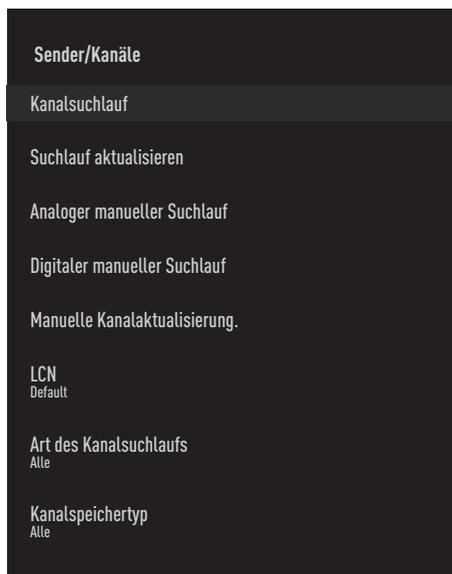 Sender/Kanäle
Kanalsuchlauf
Suchlauf aktualisieren
Analoger manueller Suchlauf
Digitaler manueller Suchlauf
Manuelle Kanalaktualisierung.
LCN
Default
Art des Kanalsuchlaufs
Alle
Kanalspeichertyp
Alle